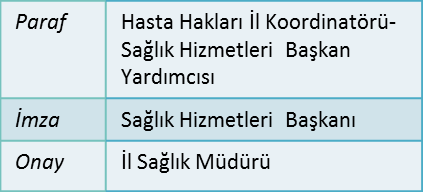 Paraf Hasta Hakları İl Koordinatörü-
Sağlık Hizmetleri Başkan
Yardımcısı
İmza Sağlık Hizmetleri Başkanı
Onay İl Sağlık Müdürü